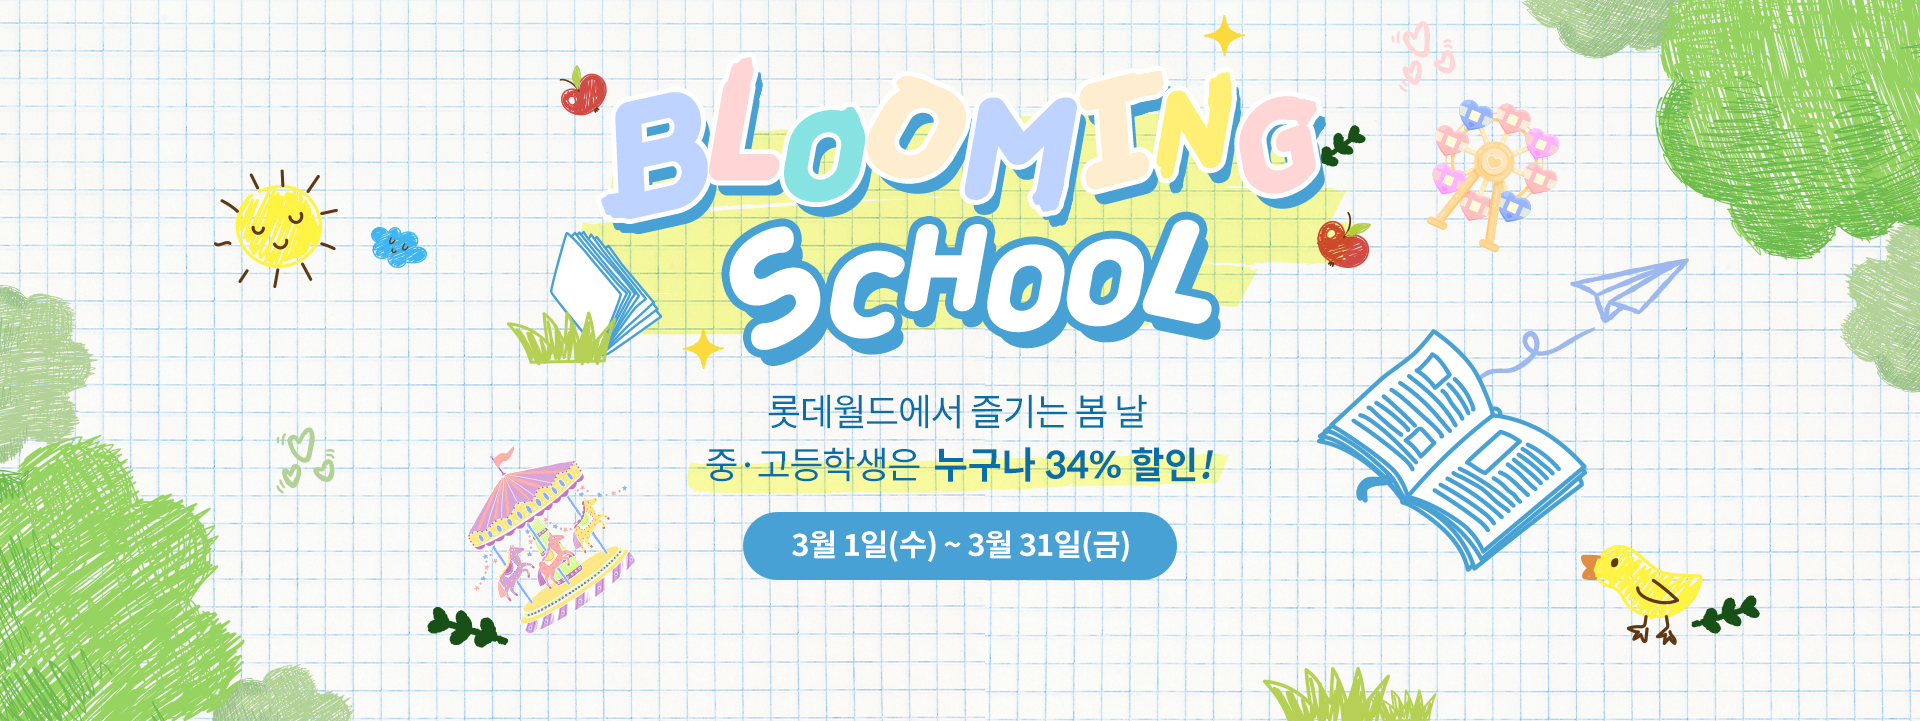 BLOOMING
SCHOOL
롯데월드에서 즐기는 봄 날
중·고등학생은 누구나 34% 할인!
3월 1일(수) ~ 3월 31일(금)